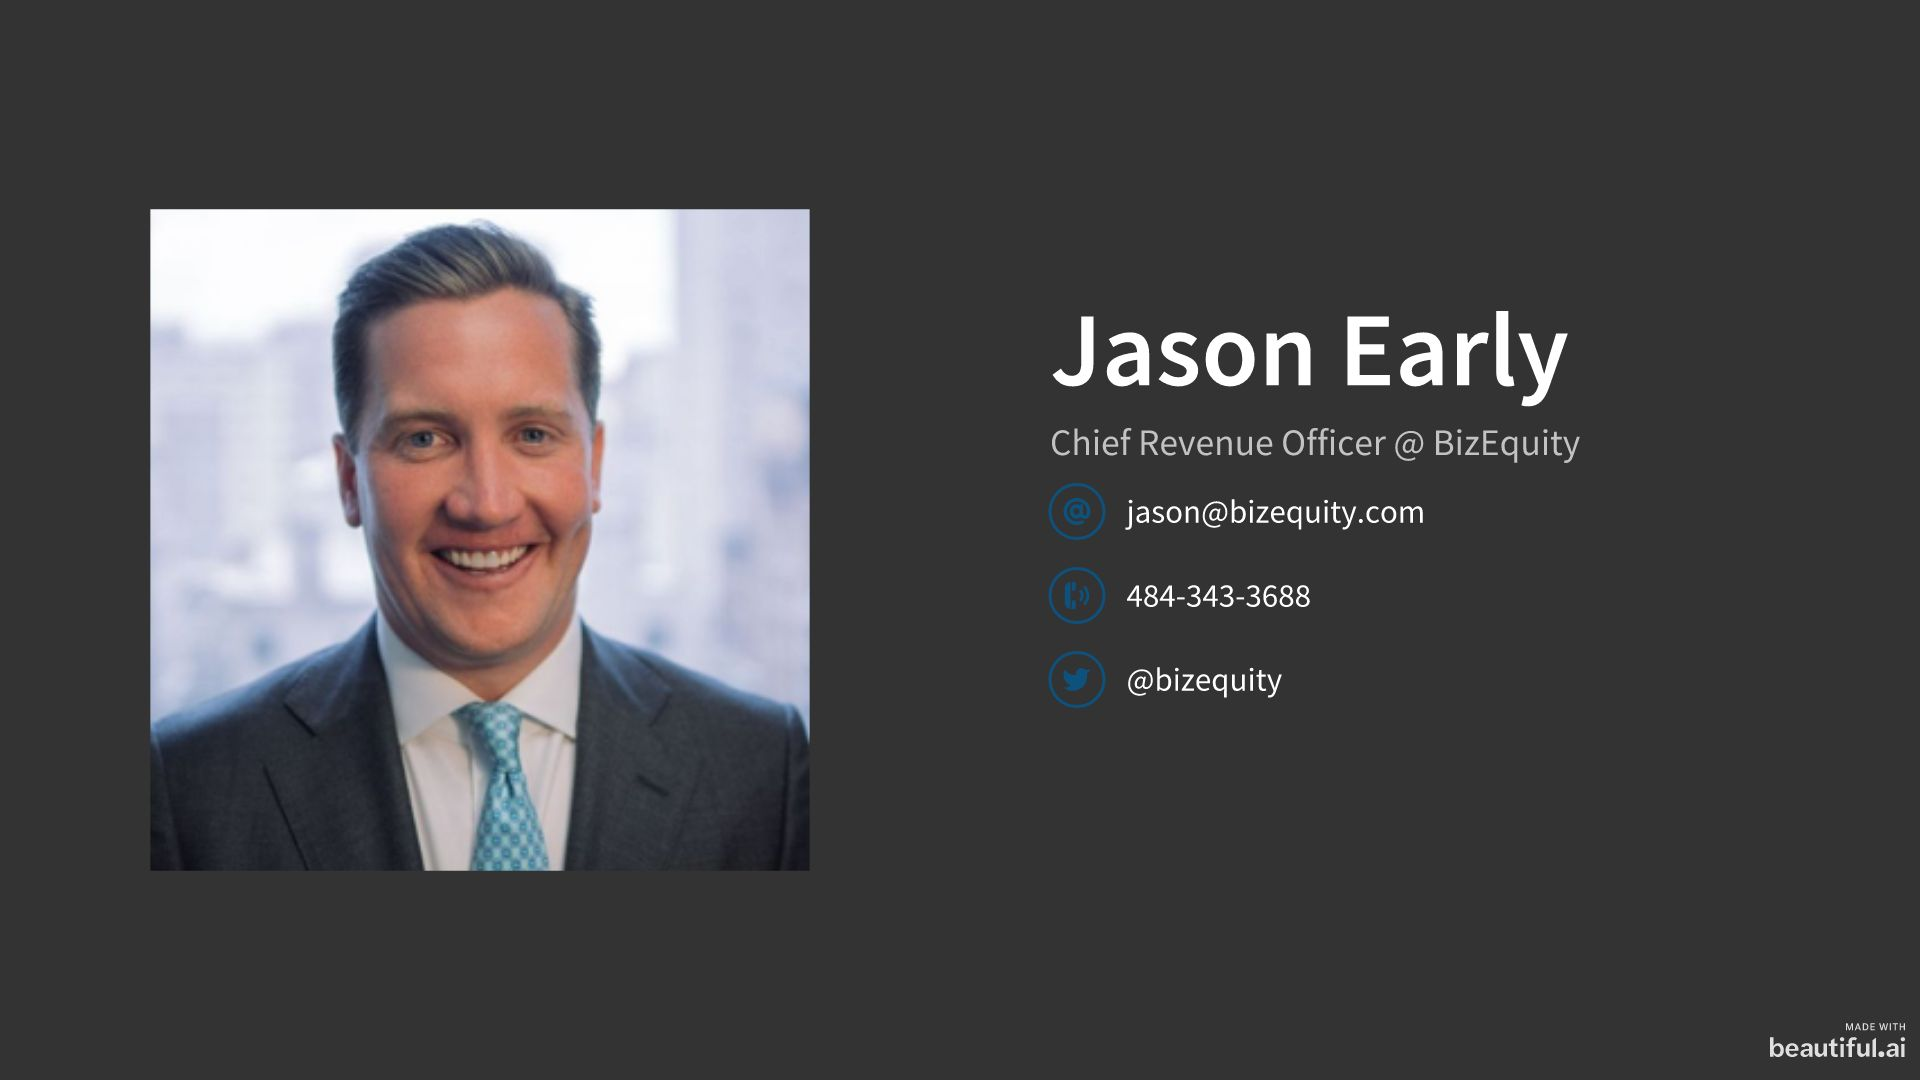 Jason Early
Chief Revenue Officer @ BizEquity
jason@bizequity.com
484-343-3688
@bizequity
MADE WITH
beautiful.ai